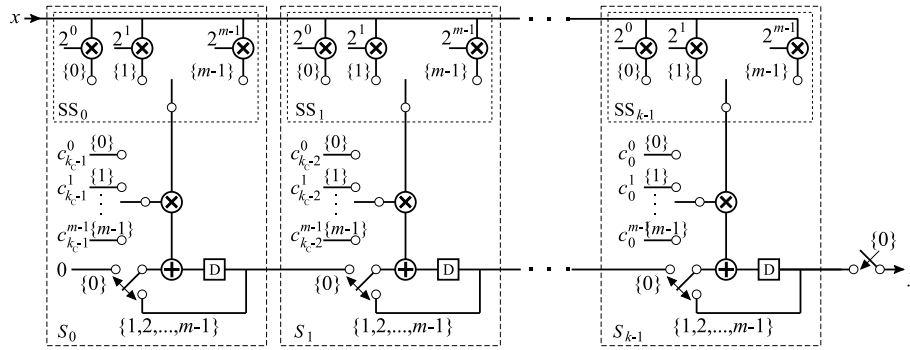 x
2^0 2^1 2^{m-1} 2^0 2^1 2^{m-1} 2^0 2^1 2^{m-1}
{0} {1} {m-1} {0} {1} {m-1} {0} {1} {m-1}
SS_0 SS_1 SS_{k-1}
c^0_{k_C-1} {0} c^0_{k_C-2} {0} c^0_0 {0}
c^1_{k_C-1} {1} c^1_{k_C-2} {1} c^1_0 {1}
c^{m-1}_{k_C-1} {m-1} c^{m-1}_{k_C-2} {m-1} c^{m-1}_0 {m-1}
0 {0} D {0} D {0} D {0}
{1,2,...,m-1} {1,2,...,m-1} {1,2,...,m-1}
S_0 S_1 S_{k-1}